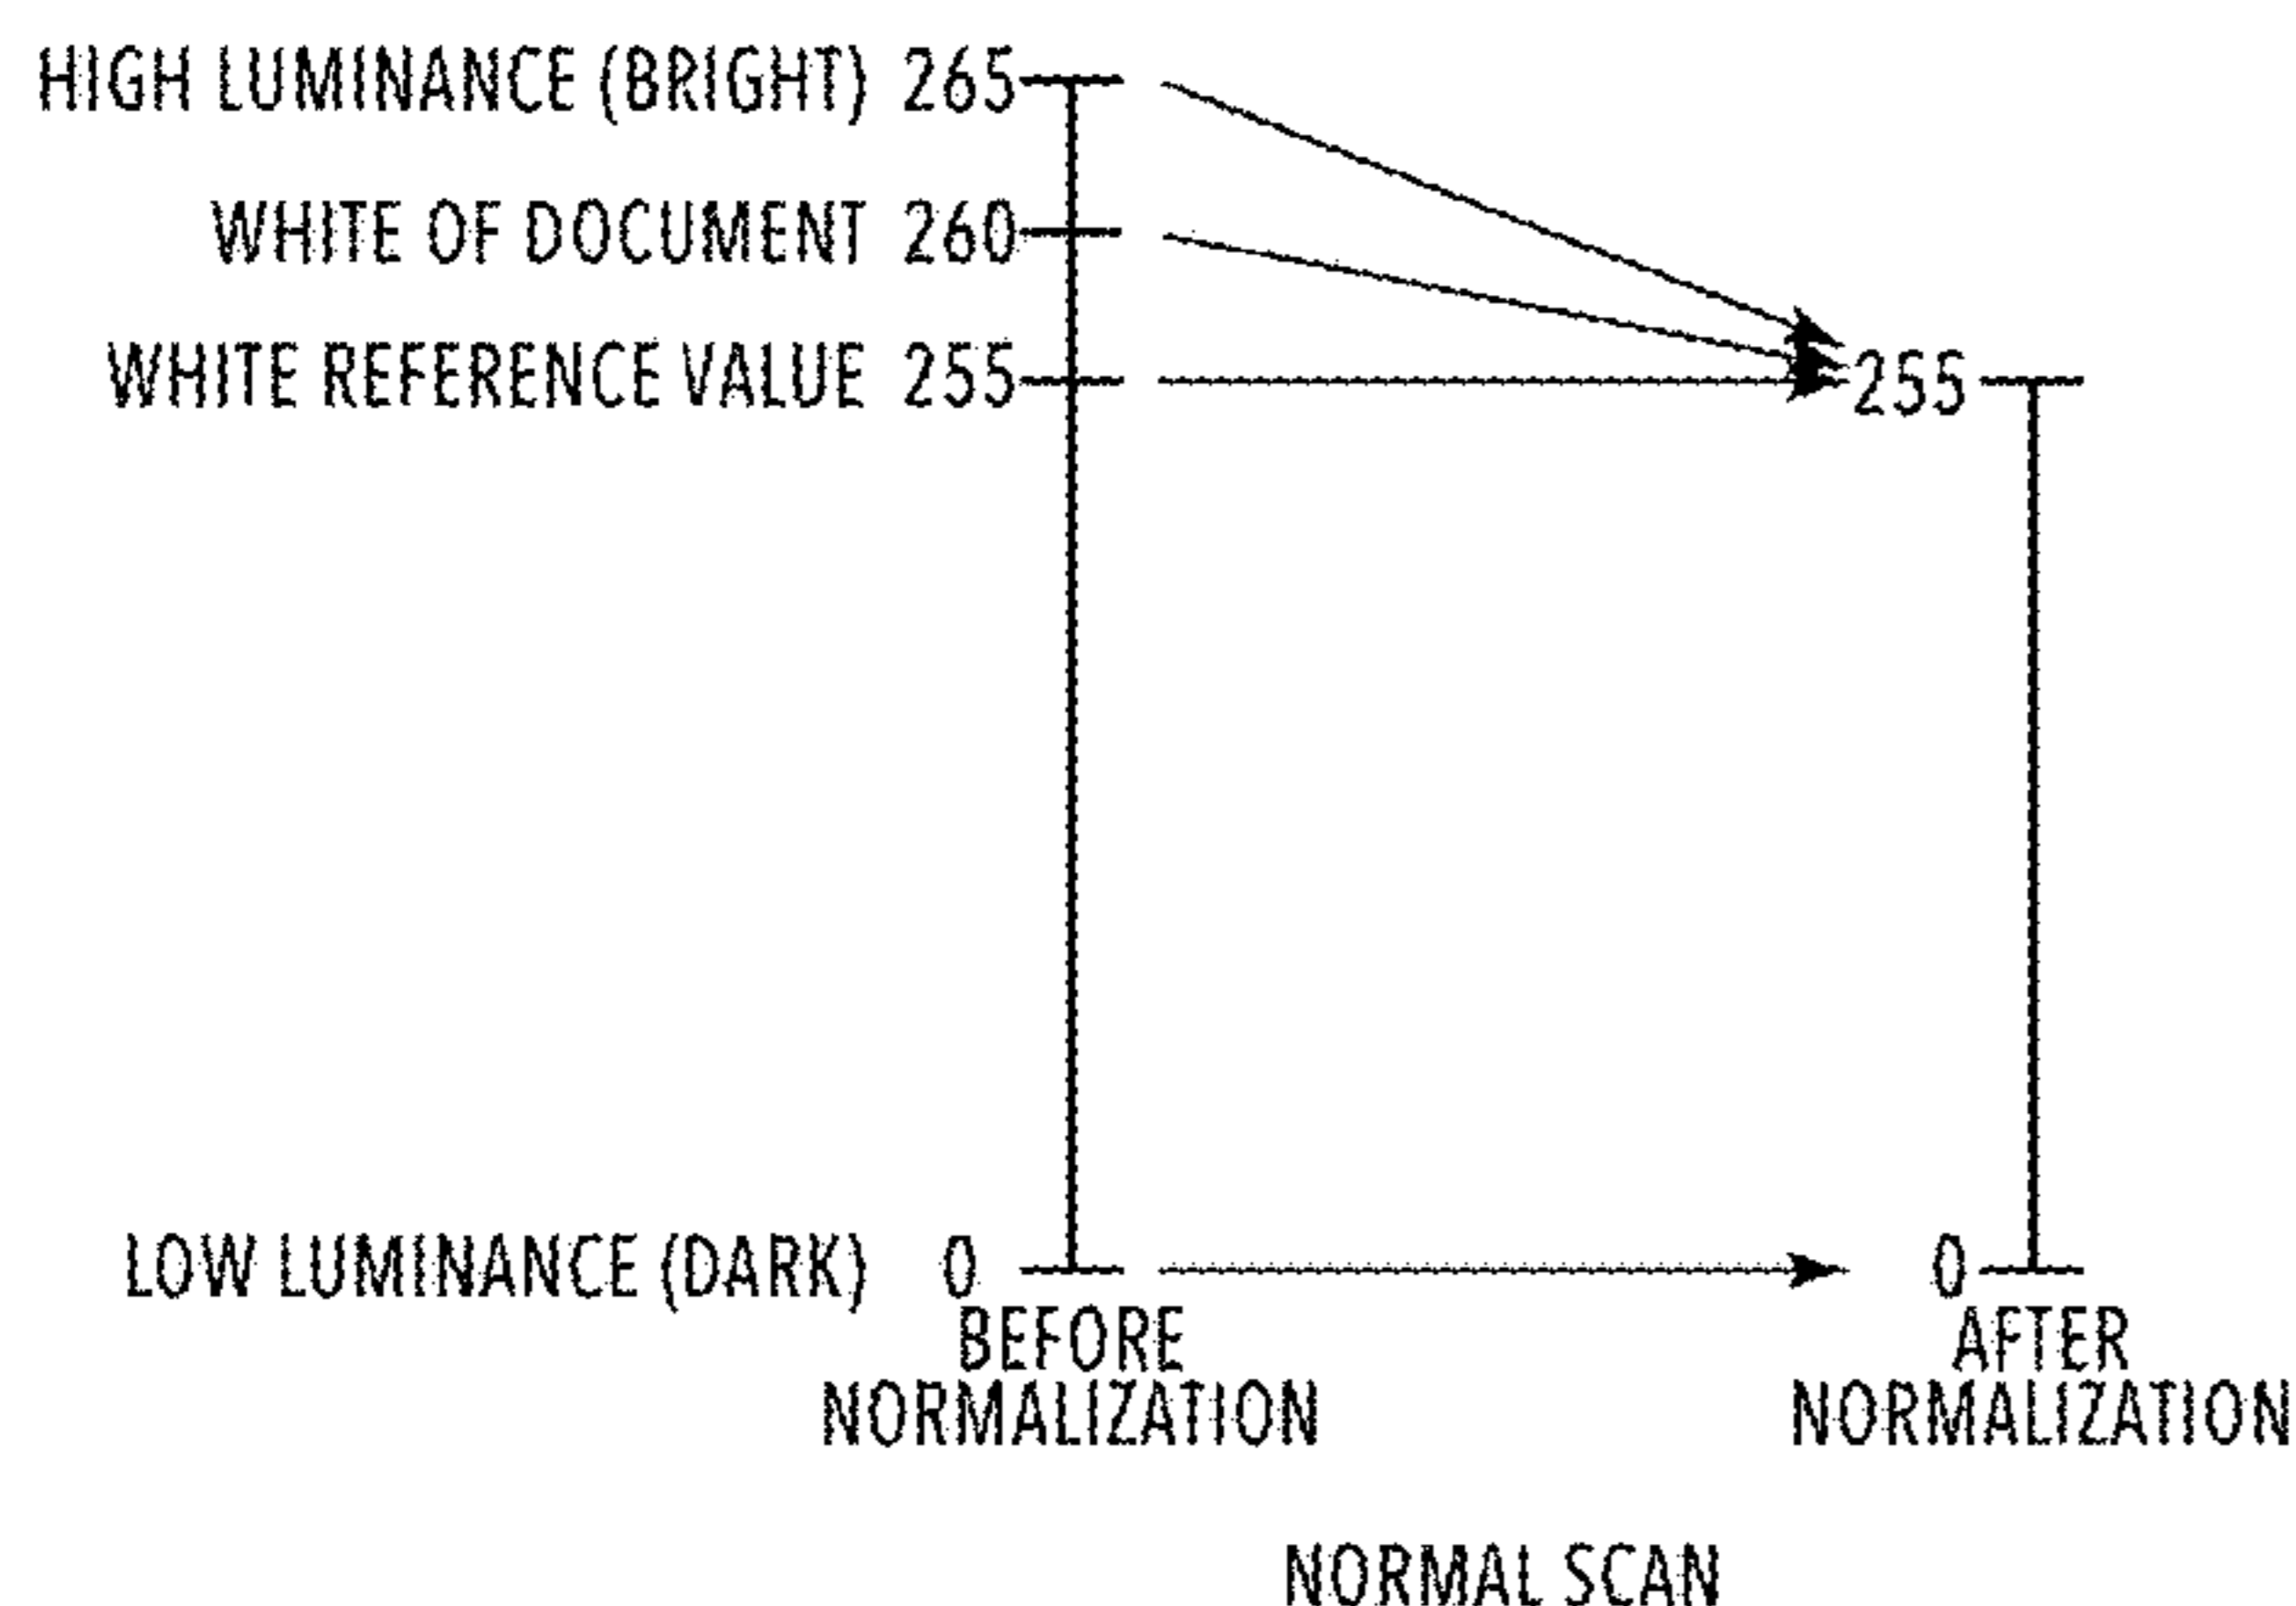 HIGH LUMINANCE (BRIGHT) 265
WHITE OF DOCUMENT 260
WHITE REFERENCE VALUE 255
255
LOW LUMINANCE (DARK) 0
0
BEFORE
NORMALIZATION
AFTER
NORMALIZATION
NORMAL SCAN